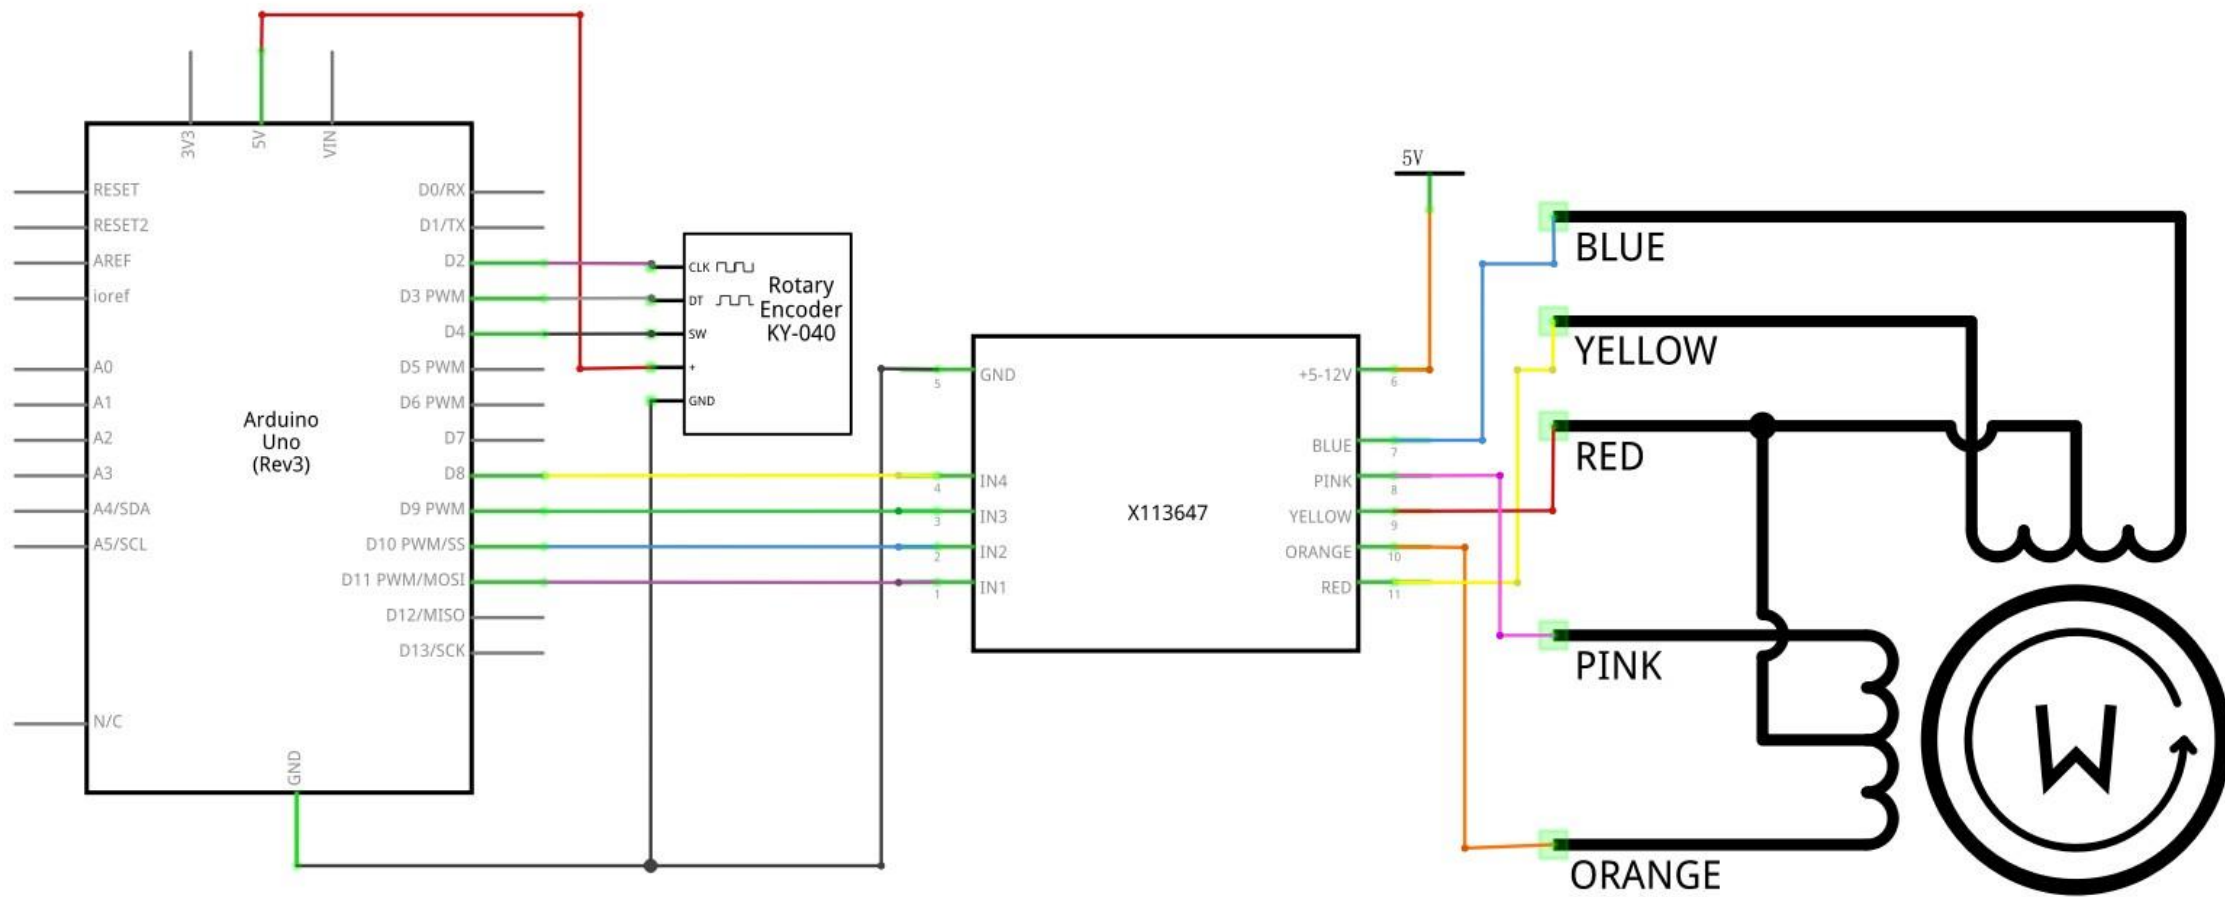 3V3
5V
VIN
RESET
RESET2
AREF
ioref
A0
A1
A2
A3
A4/SDA
A5/SCL
N/C
Arduino
Uno
(Rev3)
D0/RX
D1/TX
D2
D3 PWM
D4
D5 PWM
D6 PWM
D7
D8
D9 PWM
D10 PWM/SS
D11 PWM/MOSI
D12/MISO
D13/SCK
GND
CLK
DT
SW
+
GND
Rotary
Encoder
KY-040
5 GND
4 IN4
3 IN3
2 IN2
1 IN1
X113647
5V
+5-12V 6
BLUE 7
PINK 8
YELLOW 9
ORANGE 10
RED 11
BLUE
YELLOW
RED
PINK
ORANGE